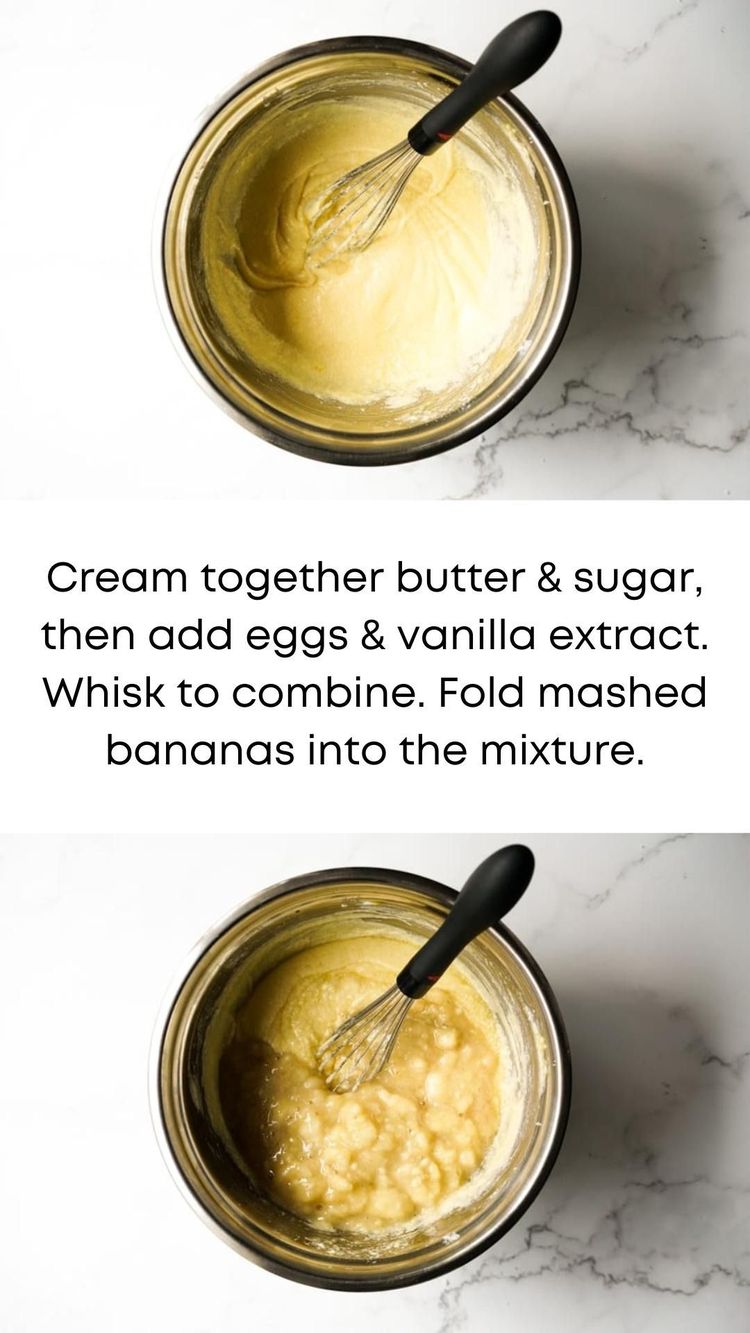 Cream together butter & sugar,
then add eggs & vanilla extract.
Whisk to combine. Fold mashed
bananas into the mixture.